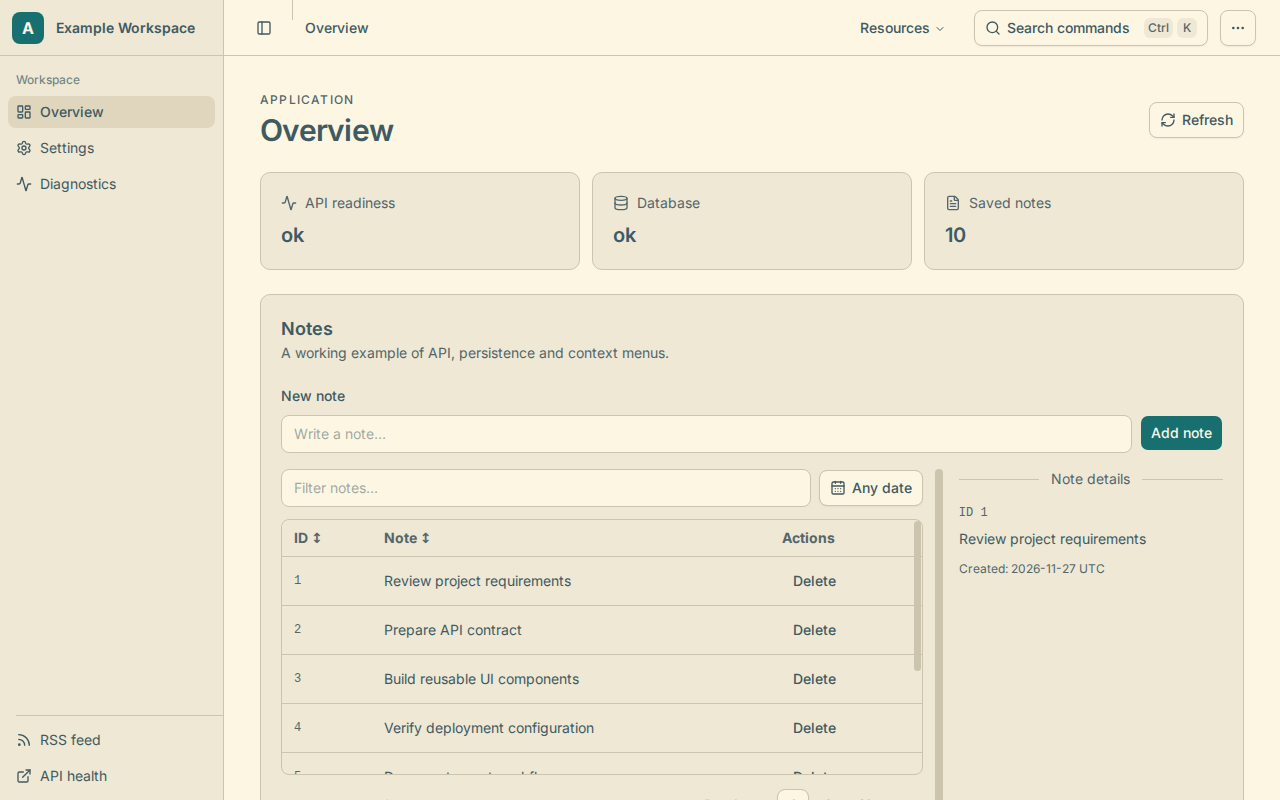 A Example Workspace
Overview
Resources
Search commands Ctrl K
Workspace
Overview
Settings
Diagnostics
RSS feed
API health
APPLICATION
Overview
Refresh
API readiness
ok
Database
ok
Saved notes
10
Notes
A working example of API, persistence and context menus.
New note
Write a note...
Add note
Filter notes...
Any date
ID ↕ Note ↕ Actions
1 Review project requirements Delete
2 Prepare API contract Delete
3 Build reusable UI components Delete
4 Verify deployment configuration Delete
Note details
ID 1
Review project requirements
Created: 2026-11-27 UTC